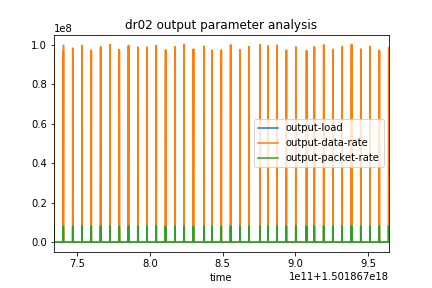 dr02 output parameter analysis
1e8
1.0
0.8
0.6
0.4
0.2
0.0
output-load
output-data-rate
output-packet-rate
7.5 8.0 8.5 9.0 9.5
time
1e11+1.501867e18